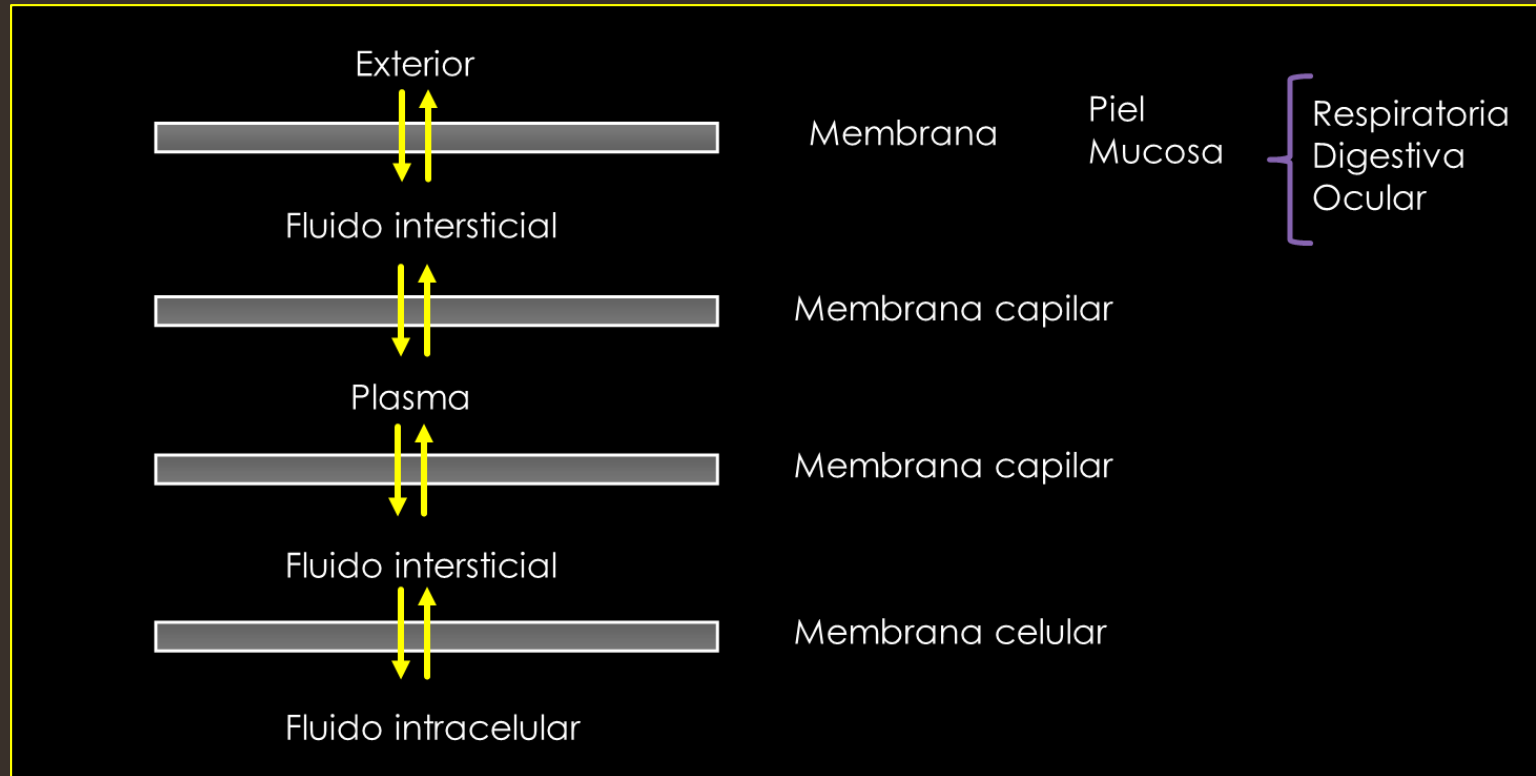 Exterior
Membrana
Piel
Mucosa
Respiratoria
Digestiva
Ocular
Fluido intersticial
Membrana capilar
Plasma
Membrana capilar
Fluido intersticial
Membrana celular
Fluido intracelular